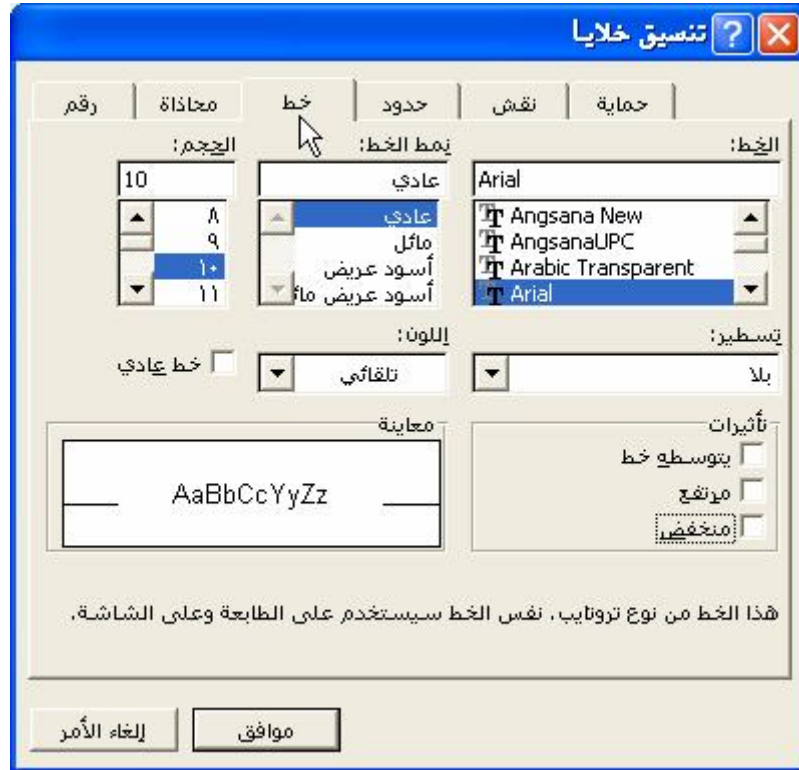 تنسيق خلايا
رقم محاذاة خط حدود نقش حماية
الخط: نمط الخط: الحجم:
Arial عادي 10
Angsana New عادي ٨
AngsanaUPC مائل ٩
Arabic Transparent أسود عريض ١٠
Arial أسود عريض ١١
تسطير: اللون:
بلا تلقائي خط عادي
تأثيرات معاينة
يتوسطه خط
مرتفع AaBbCcYyZz
منخفض
هذا الخط من نوع تروتايب. نفس الخط سيستخدم على الطابعة وعلى الشاشة.
موافق إلغاء الأمر